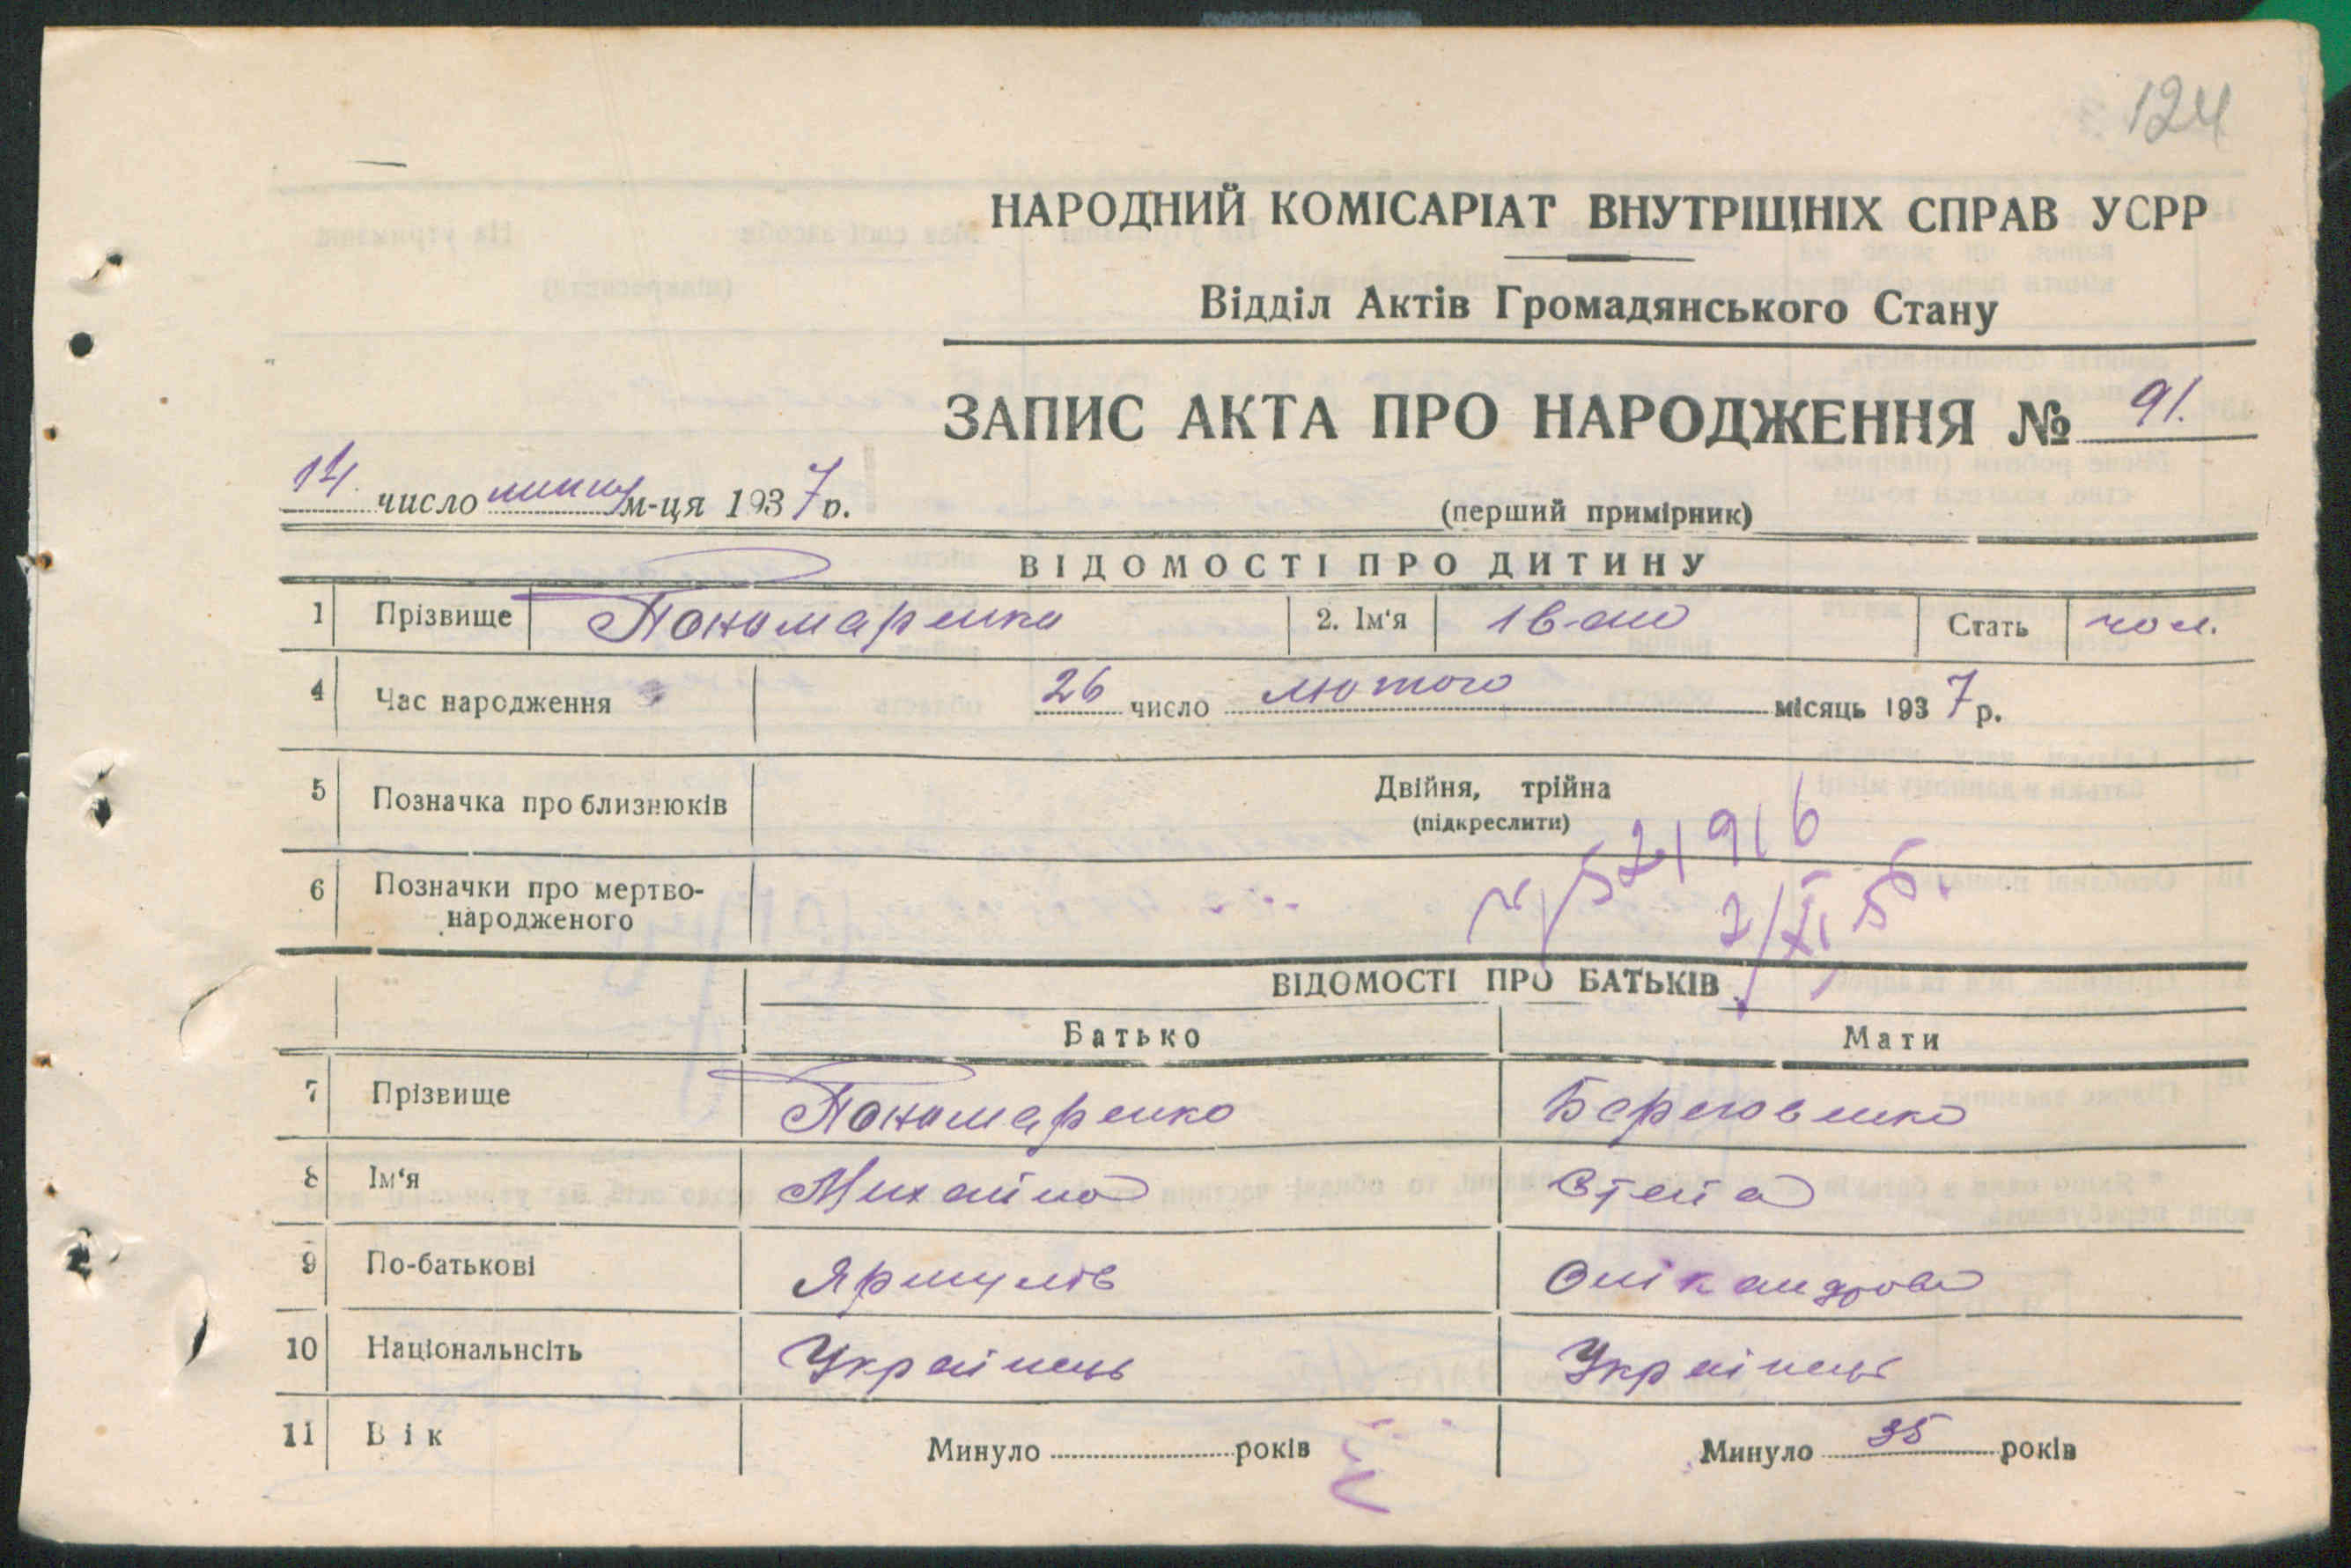 124
НАРОДНИЙ КОМІСАРІАТ ВНУТРІШНІХ СПРАВ УСРР
Відділ Актів Громадянського Стану
ЗАПИС АКТА ПРО НАРОДЖЕННЯ № 91.
14 число липня м-ця 1937 р.
(перший примірник)
ВІДОМОСТІ ПРО ДИТИНУ
1 Прізвище Пономаренко 2. Ім'я Іван Стать чол.
4 Час народження 26 число лютого місяць 1937 р.
5 Позначка про близнюків Двійня, трійна
(підкреслити)
6 Позначки про мертво-
народженого
2/XI 55.
ВІДОМОСТІ ПРО БАТЬКІВ
Батько Мати
7 Прізвище Пономаренко Береговенко
8 Ім'я Михайло
9 По-батькові
10 Національнсіть Українець Українець
11 Вік Минуло років Минуло 35 років